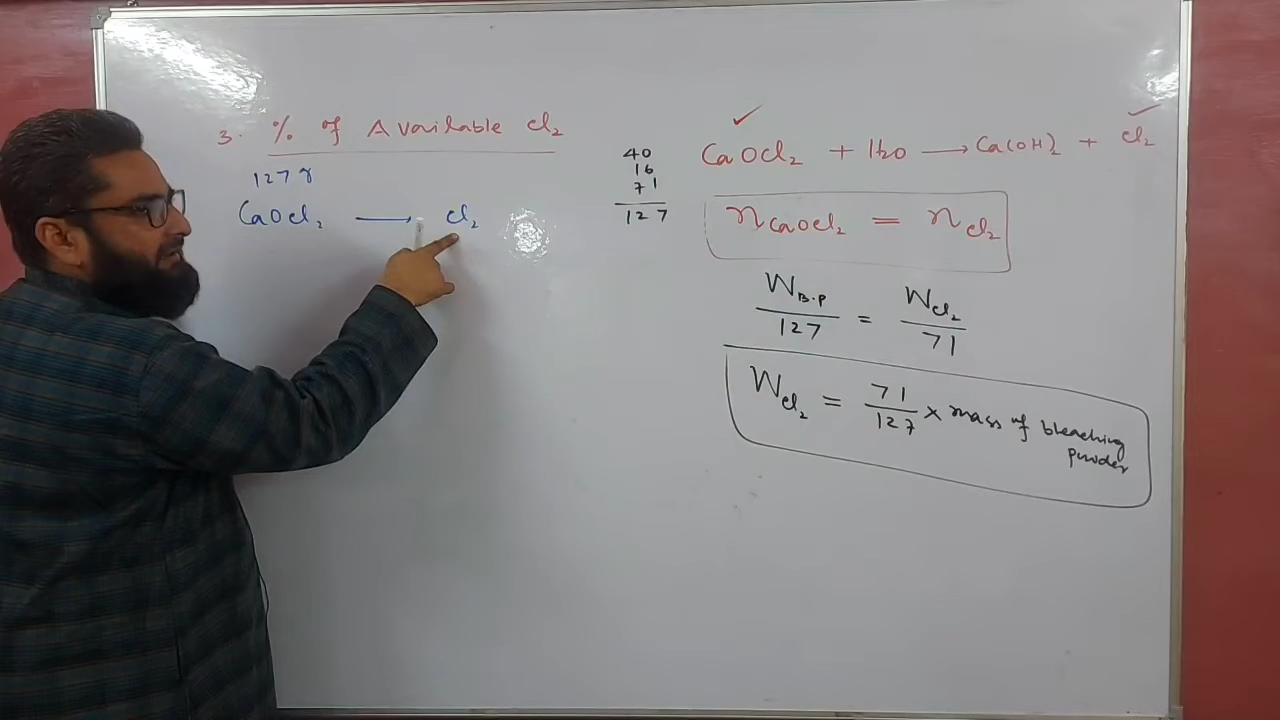 3. % of Available Cl₂
127 g
CaOCl₂ ⟶ Cl₂
40
16
71
127
CaOCl₂ + H₂O ⟶ Ca(OH)₂ + Cl₂
n CaOCl₂ = n Cl₂
W B.P / 127 = W Cl₂ / 71
W Cl₂ = 71 / 127 × mass of bleaching
powder